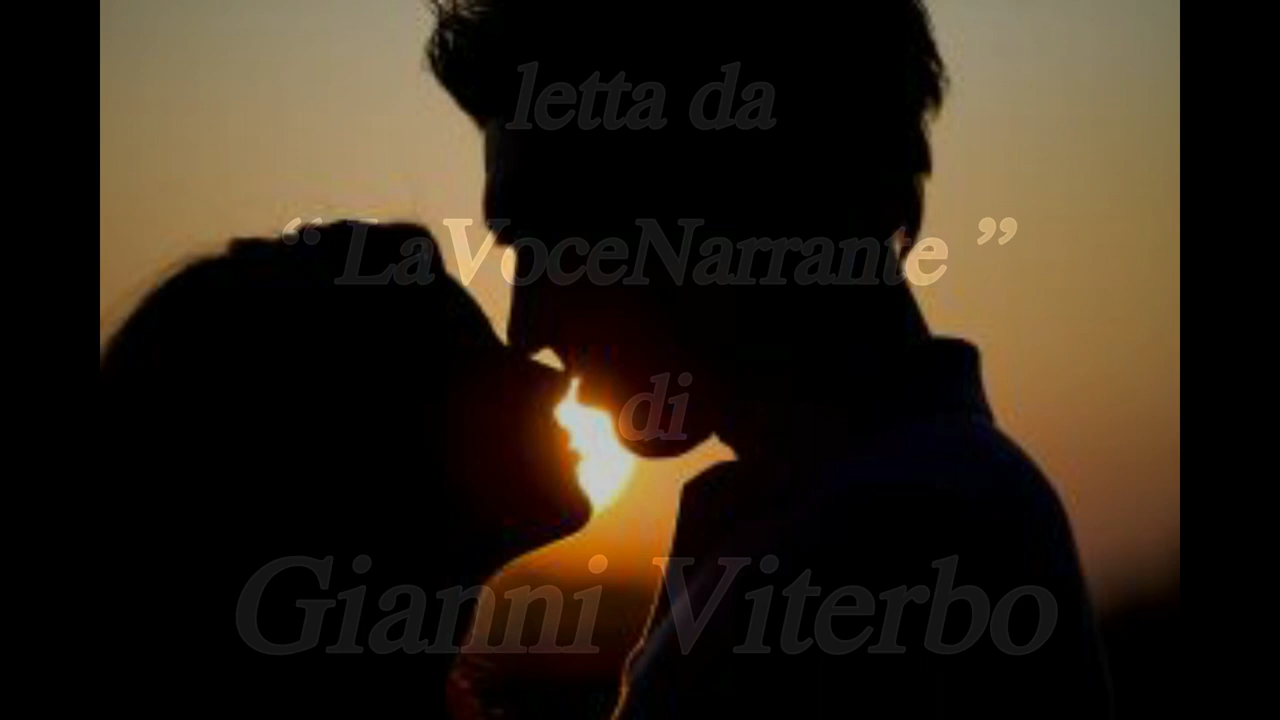 letta da
“ LaVoceNarrante ”
di
Gianni Viterbo